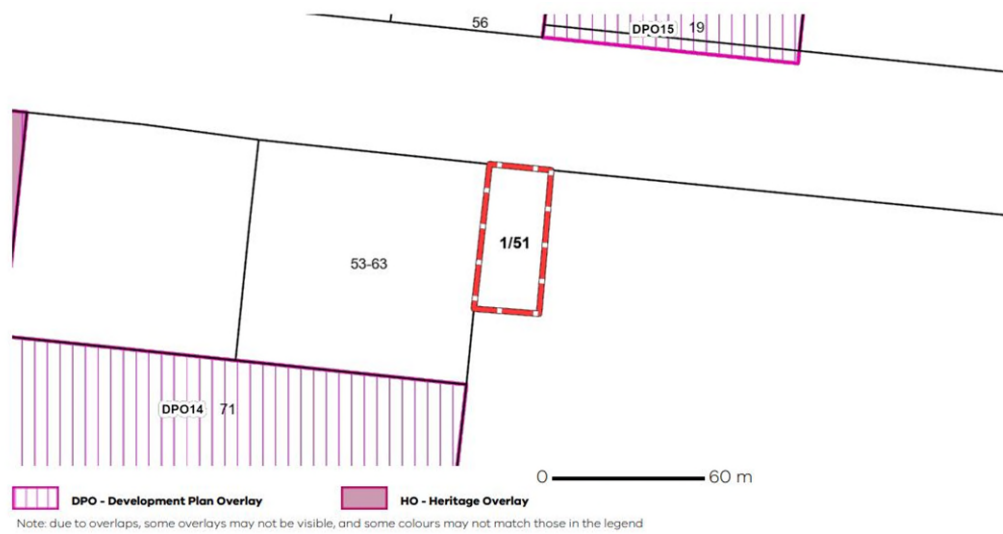 56
DPO15 19
1/51
53-63
DPO14 71
0 60 m
DPO - Development Plan Overlay HO - Heritage Overlay
Note: due to overlaps, some overlays may not be visible, and some colours may not match those in the legend